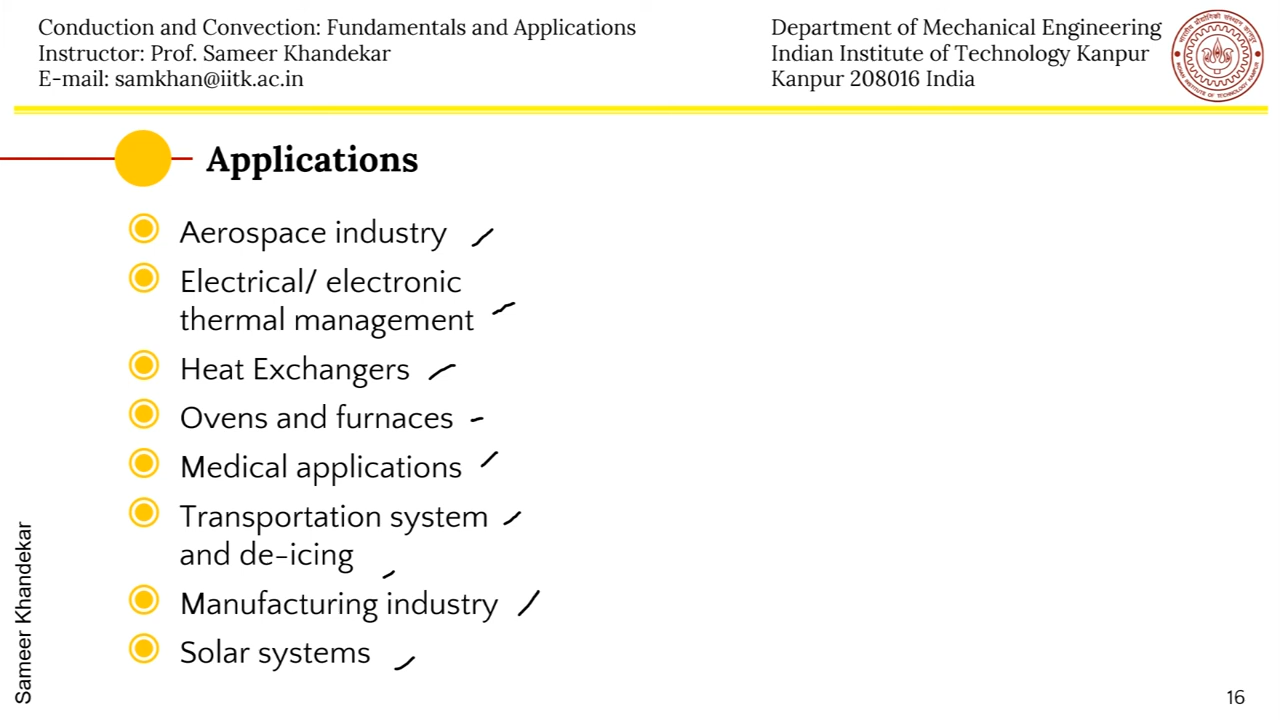 Conduction and Convection: Fundamentals and Applications
Instructor: Prof. Sameer Khandekar
E-mail: samkhan@iitk.ac.in
Department of Mechanical Engineering
Indian Institute of Technology Kanpur
Kanpur 208016 India
Applications
Aerospace industry
Electrical/ electronic
thermal management
Heat Exchangers
Ovens and furnaces
Medical applications
Transportation system
and de-icing
Manufacturing industry
Solar systems
Sameer Khandekar
16